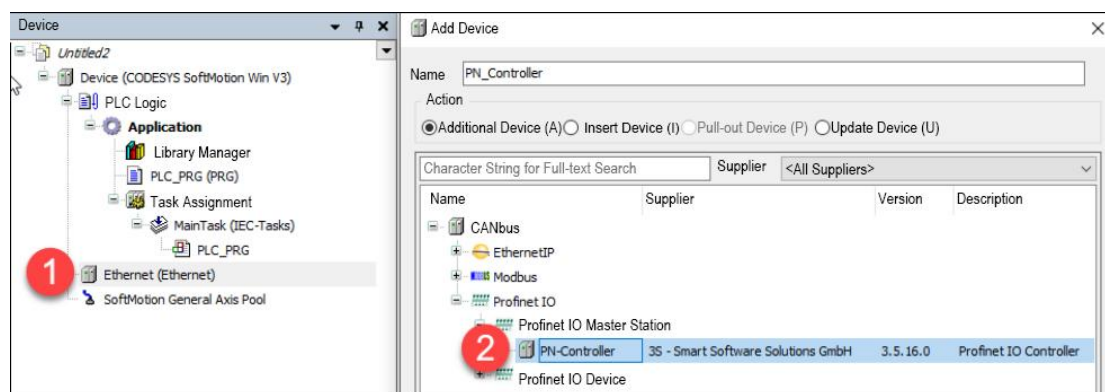 Device
Untitled2
Device (CODESYS SoftMotion Win V3)
PLC Logic
Application
Library Manager
PLC_PRG (PRG)
Task Assignment
MainTask (IEC-Tasks)
PLC_PRG
1
Ethernet (Ethernet)
SoftMotion General Axis Pool
Add Device
Name PN_Controller
Action
Additional Device (A) Insert Device (I) Pull-out Device (P) Update Device (U)
Character String for Full-text Search Supplier <All Suppliers>
Name Supplier Version Description
CANbus
EthernetIP
Modbus
Profinet IO
Profinet IO Master Station
2 PN-Controller 3S - Smart Software Solutions GmbH 3.5.16.0 Profinet IO Controller
Profinet IO Device